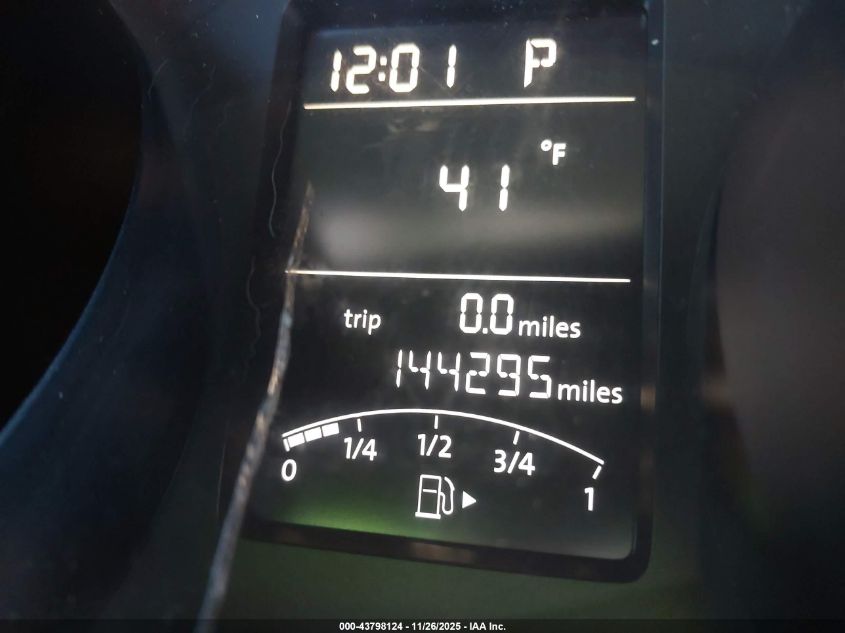 12:01 P
41 °F
trip 0.0 miles
144295 miles
0 1/4 1/2 3/4 1
000-43798124 - 11/26/2025 - IAA Inc.